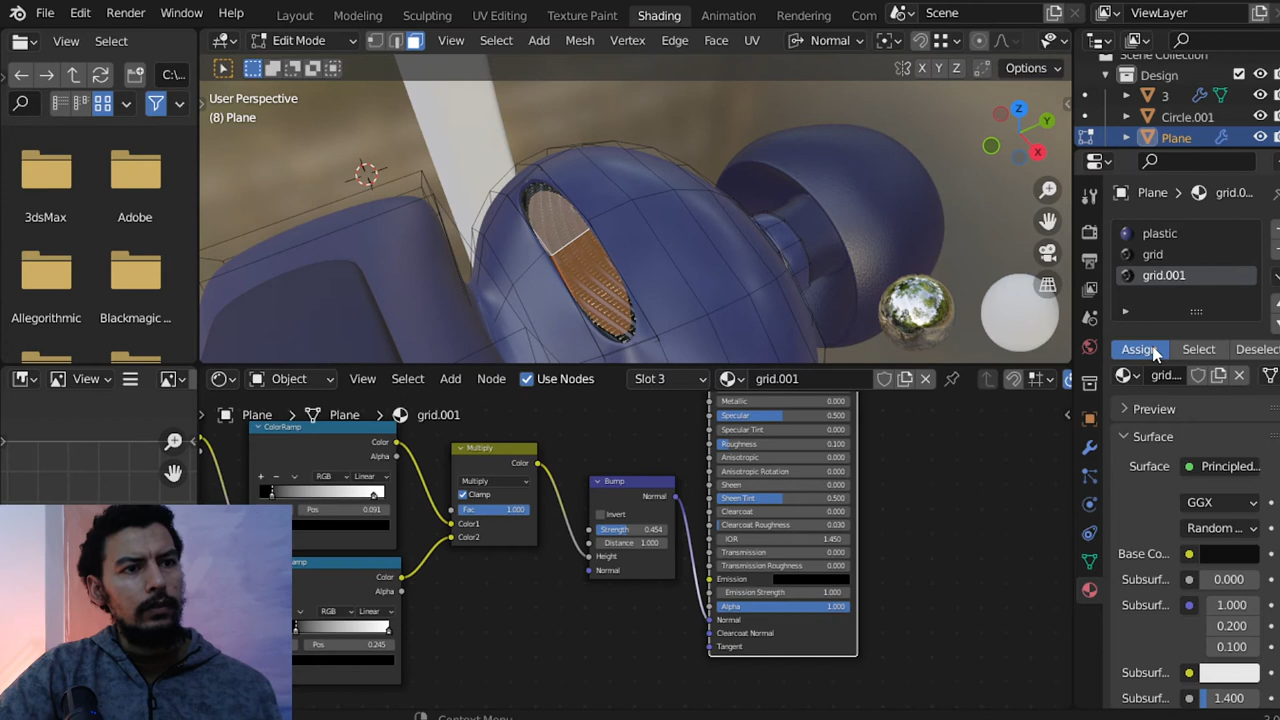 File Edit Render Window Help Layout Modeling Sculpting UV Editing Texture Paint Shading Animation Rendering Com Scene ViewLayer
View Select Edit Mode View Select Add Mesh Vertex Edge Face UV Normal
C:\...
X Y Z Options
Scene Collection
Design
3
Circle.001
Plane
User Perspective
(8) Plane
Z
Y
X
3dsMax Adobe
Allegorithmic Blackmagic ...
Plane grid.0...
plastic
grid
grid.001
Assign Select Deselect
View
Object View Select Add Node Use Nodes Slot 3 grid.001
grid....
Plane Plane grid.001
Preview
Surface
Surface Principled...
GGX
Random ...
Base Co...
Subsurf... 0.000
Subsurf... 1.000
0.200
0.100
Subsurf...
Subsurf... 1.400
ColorRamp
Color
Alpha
+ − RGB Linear
Pos 0.091
Color
Alpha
RGB Linear
Pos 0.245
Multiply
Color
Multiply
Clamp
Fac 1.000
Color1
Color2
Bump
Normal
Invert
Strength 0.454
Distance 1.000
Height
Normal
Metallic 0.000
Specular 0.500
Specular Tint 0.000
Roughness 0.100
Anisotropic 0.000
Anisotropic Rotation 0.000
Sheen 0.000
Sheen Tint 0.500
Clearcoat 0.000
Clearcoat Roughness 0.030
IOR 1.450
Transmission 0.000
Transmission Roughness 0.000
Emission
Emission Strength 1.000
Alpha 1.000
Normal
Clearcoat Normal
Tangent
Context Menu